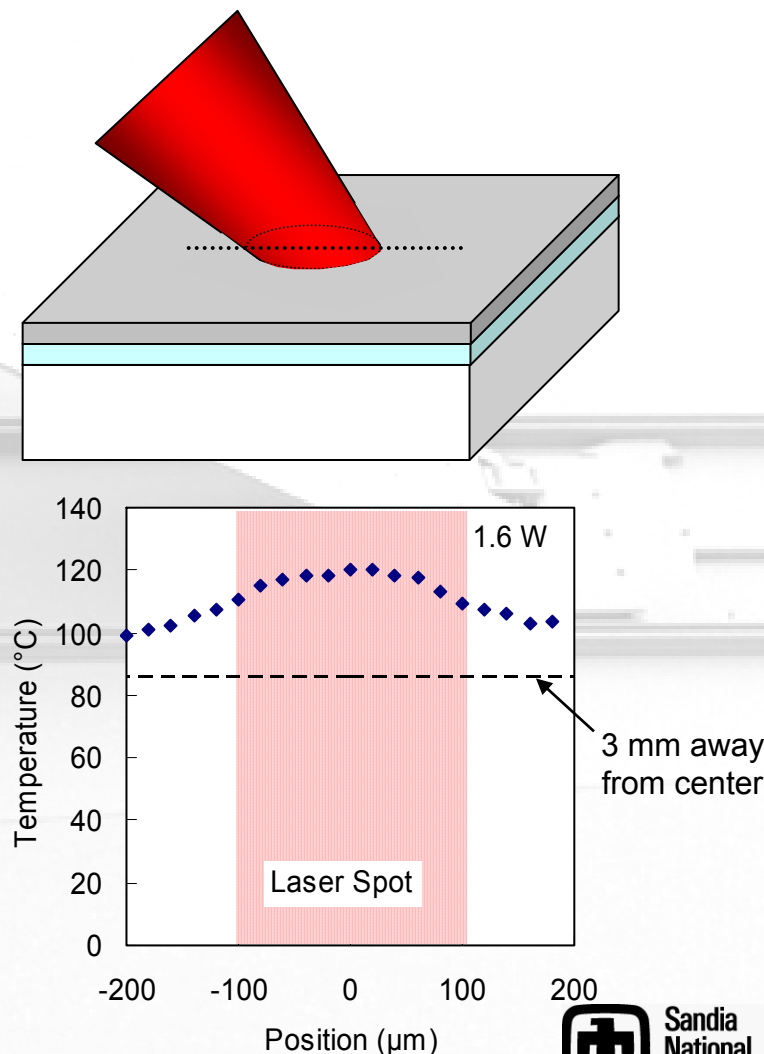 140
120
100
80
60
40
20
0
Temperature (°C)
1.6 W
3 mm away
from center
Laser Spot
-200 -100 0 100 200
Position (µm)
Sandia
National